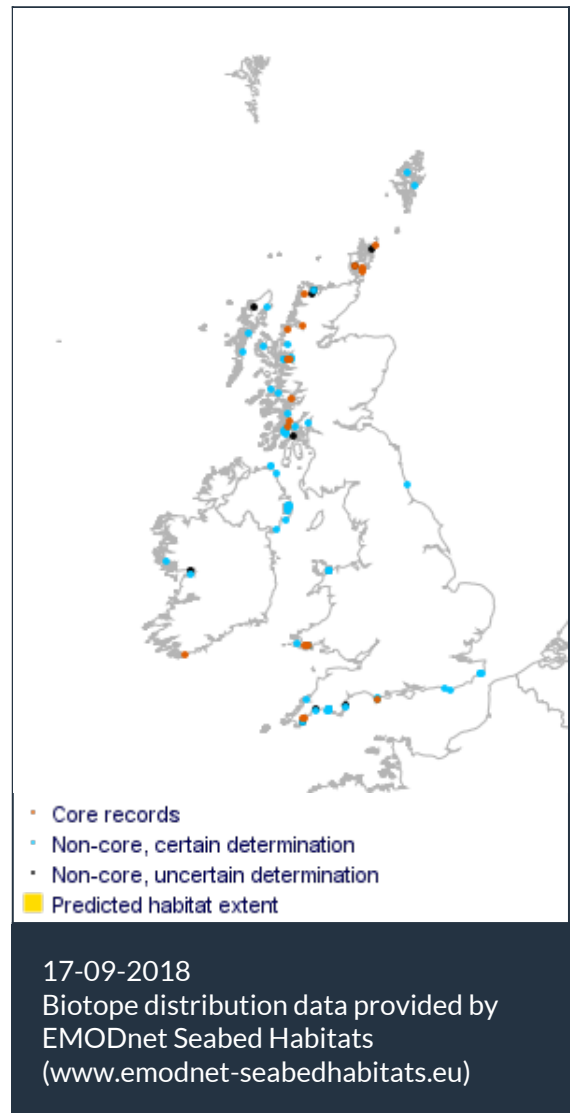 Core records
Non-core, certain determination
Non-core, uncertain determination
Predicted habitat extent
17-09-2018
Biotope distribution data provided by
EMODnet Seabed Habitats
(www.emodnet-seabedhabitats.eu)